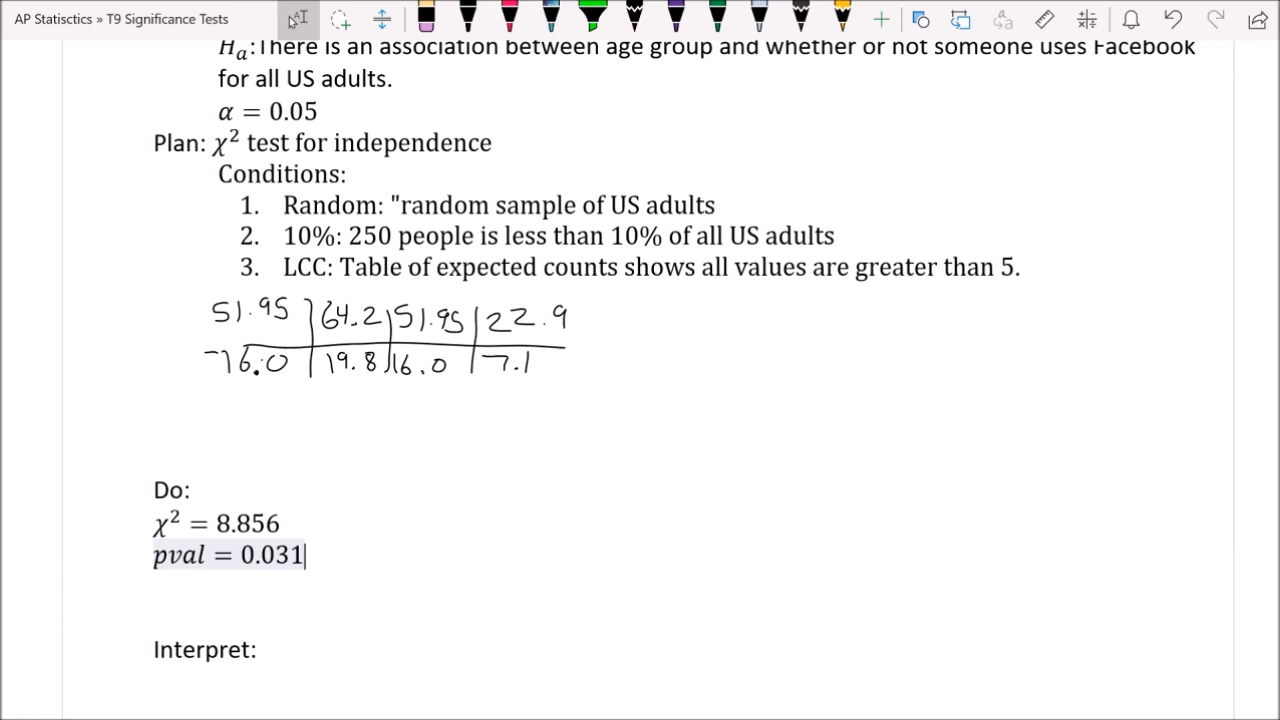 AP Statisctics » T9 Significance Tests
Hₐ:There is an association between age group and whether or not someone uses Facebook
for all US adults.
α = 0.05
Plan: χ² test for independence
Conditions:
1. Random: "random sample of US adults
2. 10%: 250 people is less than 10% of all US adults
3. LCC: Table of expected counts shows all values are greater than 5.
51.95 | 64.2 | 51.95 | 22.9
16.0 | 19.8 | 16.0 | 7.1
Do:
χ² = 8.856
pval = 0.031
Interpret: